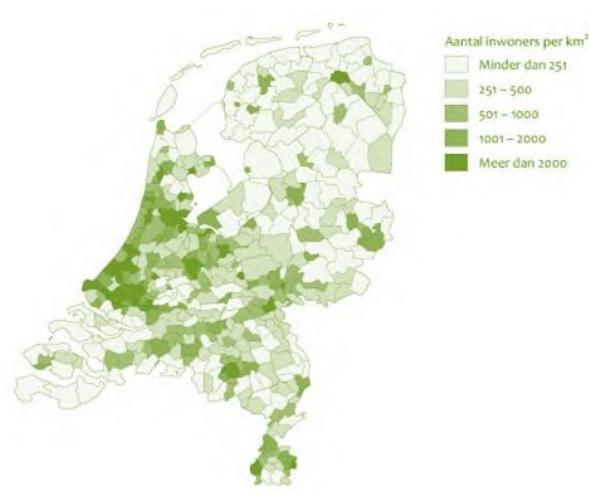 Aantal inwoners per km²
Minder dan 251
251 – 500
501 – 1000
1001 – 2000
Meer dan 2000